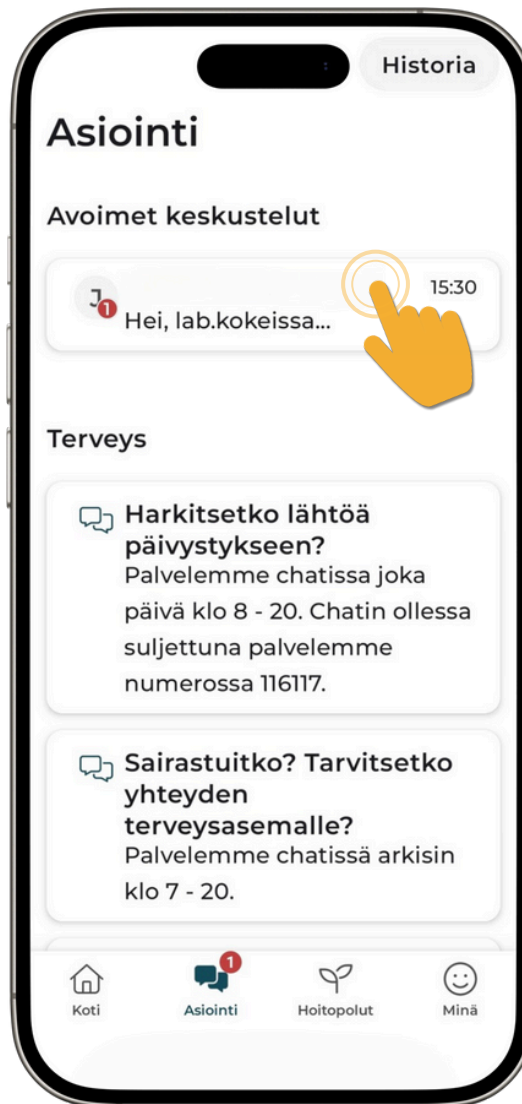 Historia
Asiointi
Avoimet keskustelut
J
1
15:30
Hei, lab.kokeissa...
Terveys
Harkitsetko lähtöä
päivystykseen?
Palvelemme chatissa joka
päivä klo 8 - 20. Chatin ollessa
suljettuna palvelemme
numerossa 116117.
Sairastuitko? Tarvitsetko
yhteyden
terveysasemalle?
Palvelemme chatissä arkisin
klo 7 - 20.
1
Koti
Asiointi
Hoitopolut
Minä